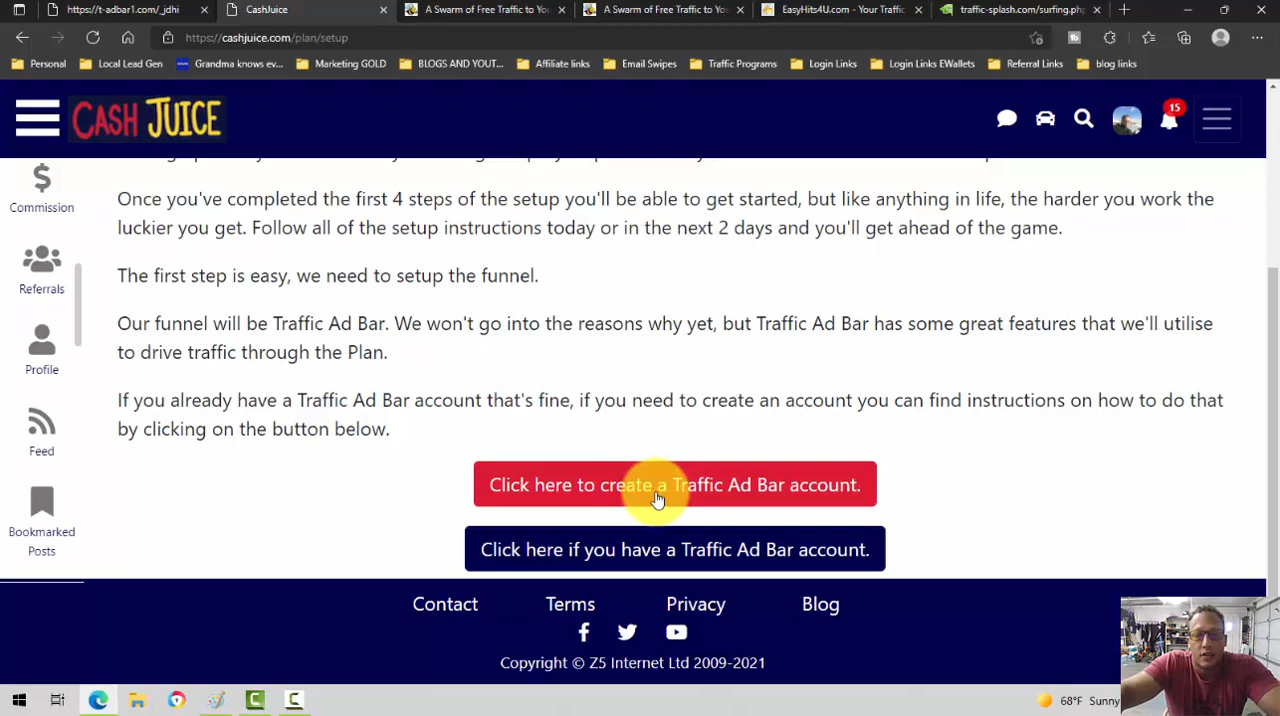 https://t-adbar1.com/_jdhi
CashJuice
A Swarm of Free Traffic to You
A Swarm of Free Traffic to You
EasyHits4U.com - Your Traffic
traffic-splash.com/surfing.php
https://cashjuice.com/plan/setup
Personal
Local Lead Gen
Grandma knows ev...
Marketing GOLD
BLOGS AND YOUT...
Affiliate links
Email Swipes
Traffic Programs
Login Links
Login Links EWallets
Referral Links
blog links
CASH JUICE
15
Commission
Referrals
Profile
Feed
Bookmarked
Posts
Once you've completed the first 4 steps of the setup you'll be able to get started, but like anything in life, the harder you work the
luckier you get. Follow all of the setup instructions today or in the next 2 days and you'll get ahead of the game.
The first step is easy, we need to setup the funnel.
Our funnel will be Traffic Ad Bar. We won't go into the reasons why yet, but Traffic Ad Bar has some great features that we'll utilise
to drive traffic through the Plan.
If you already have a Traffic Ad Bar account that's fine, if you need to create an account you can find instructions on how to do that
by clicking on the button below.
Click here to create a Traffic Ad Bar account.
Click here if you have a Traffic Ad Bar account.
Contact
Terms
Privacy
Blog
Copyright © Z5 Internet Ltd 2009-2021
68°F Sunny